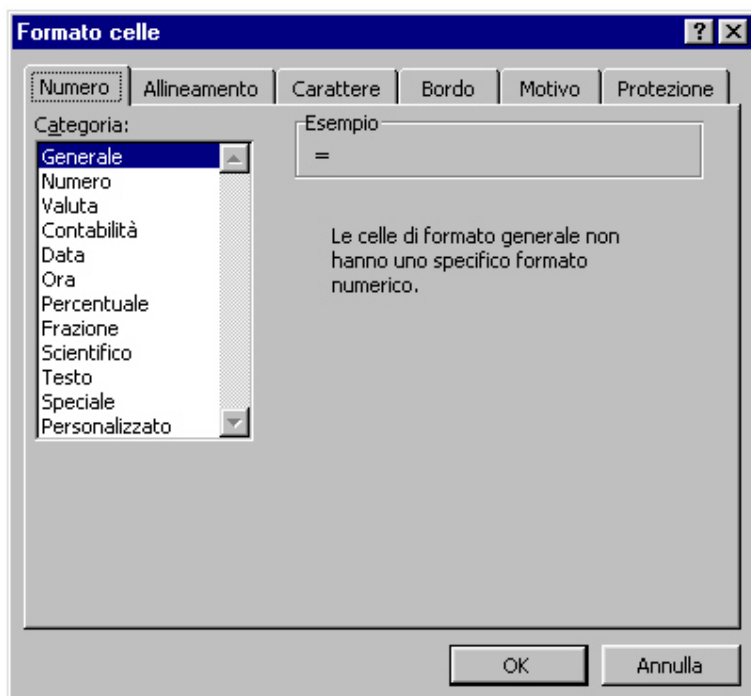 Formato celle
Numero Allineamento Carattere Bordo Motivo Protezione
Categoria:
Generale
Numero
Valuta
Contabilità
Data
Ora
Percentuale
Frazione
Scientifico
Testo
Speciale
Personalizzato
Esempio
=
Le celle di formato generale non
hanno uno specifico formato
numerico.
OK Annulla